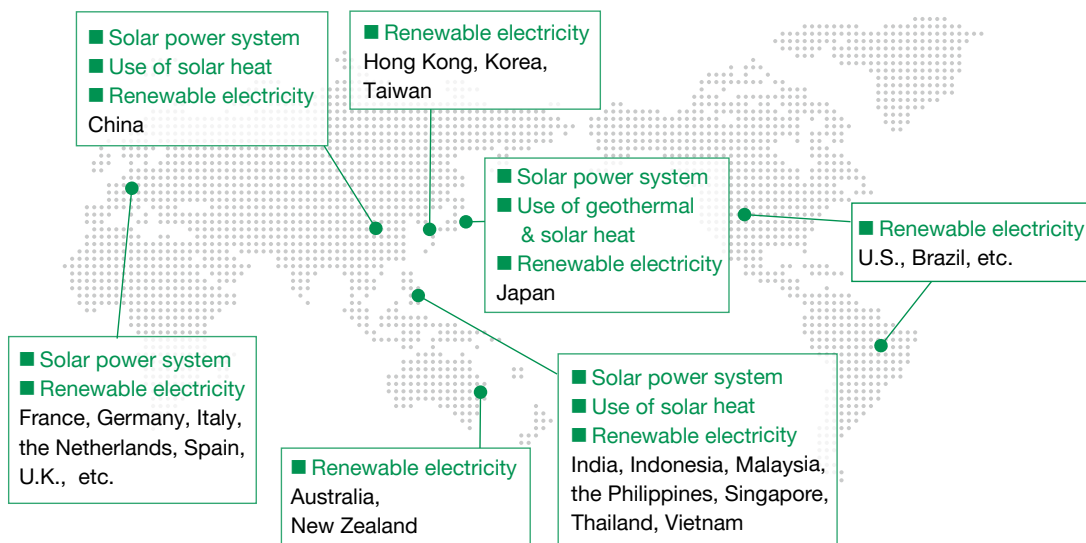 ■ Solar power system
■ Use of solar heat
■ Renewable electricity
China
■ Renewable electricity
Hong Kong, Korea,
Taiwan
■ Solar power system
■ Use of geothermal
& solar heat
■ Renewable electricity
Japan
■ Renewable electricity
U.S., Brazil, etc.
■ Solar power system
■ Renewable electricity
France, Germany, Italy,
the Netherlands, Spain,
U.K., etc.
■ Renewable electricity
Australia,
New Zealand
■ Solar power system
■ Use of solar heat
■ Renewable electricity
India, Indonesia, Malaysia,
the Philippines, Singapore,
Thailand, Vietnam